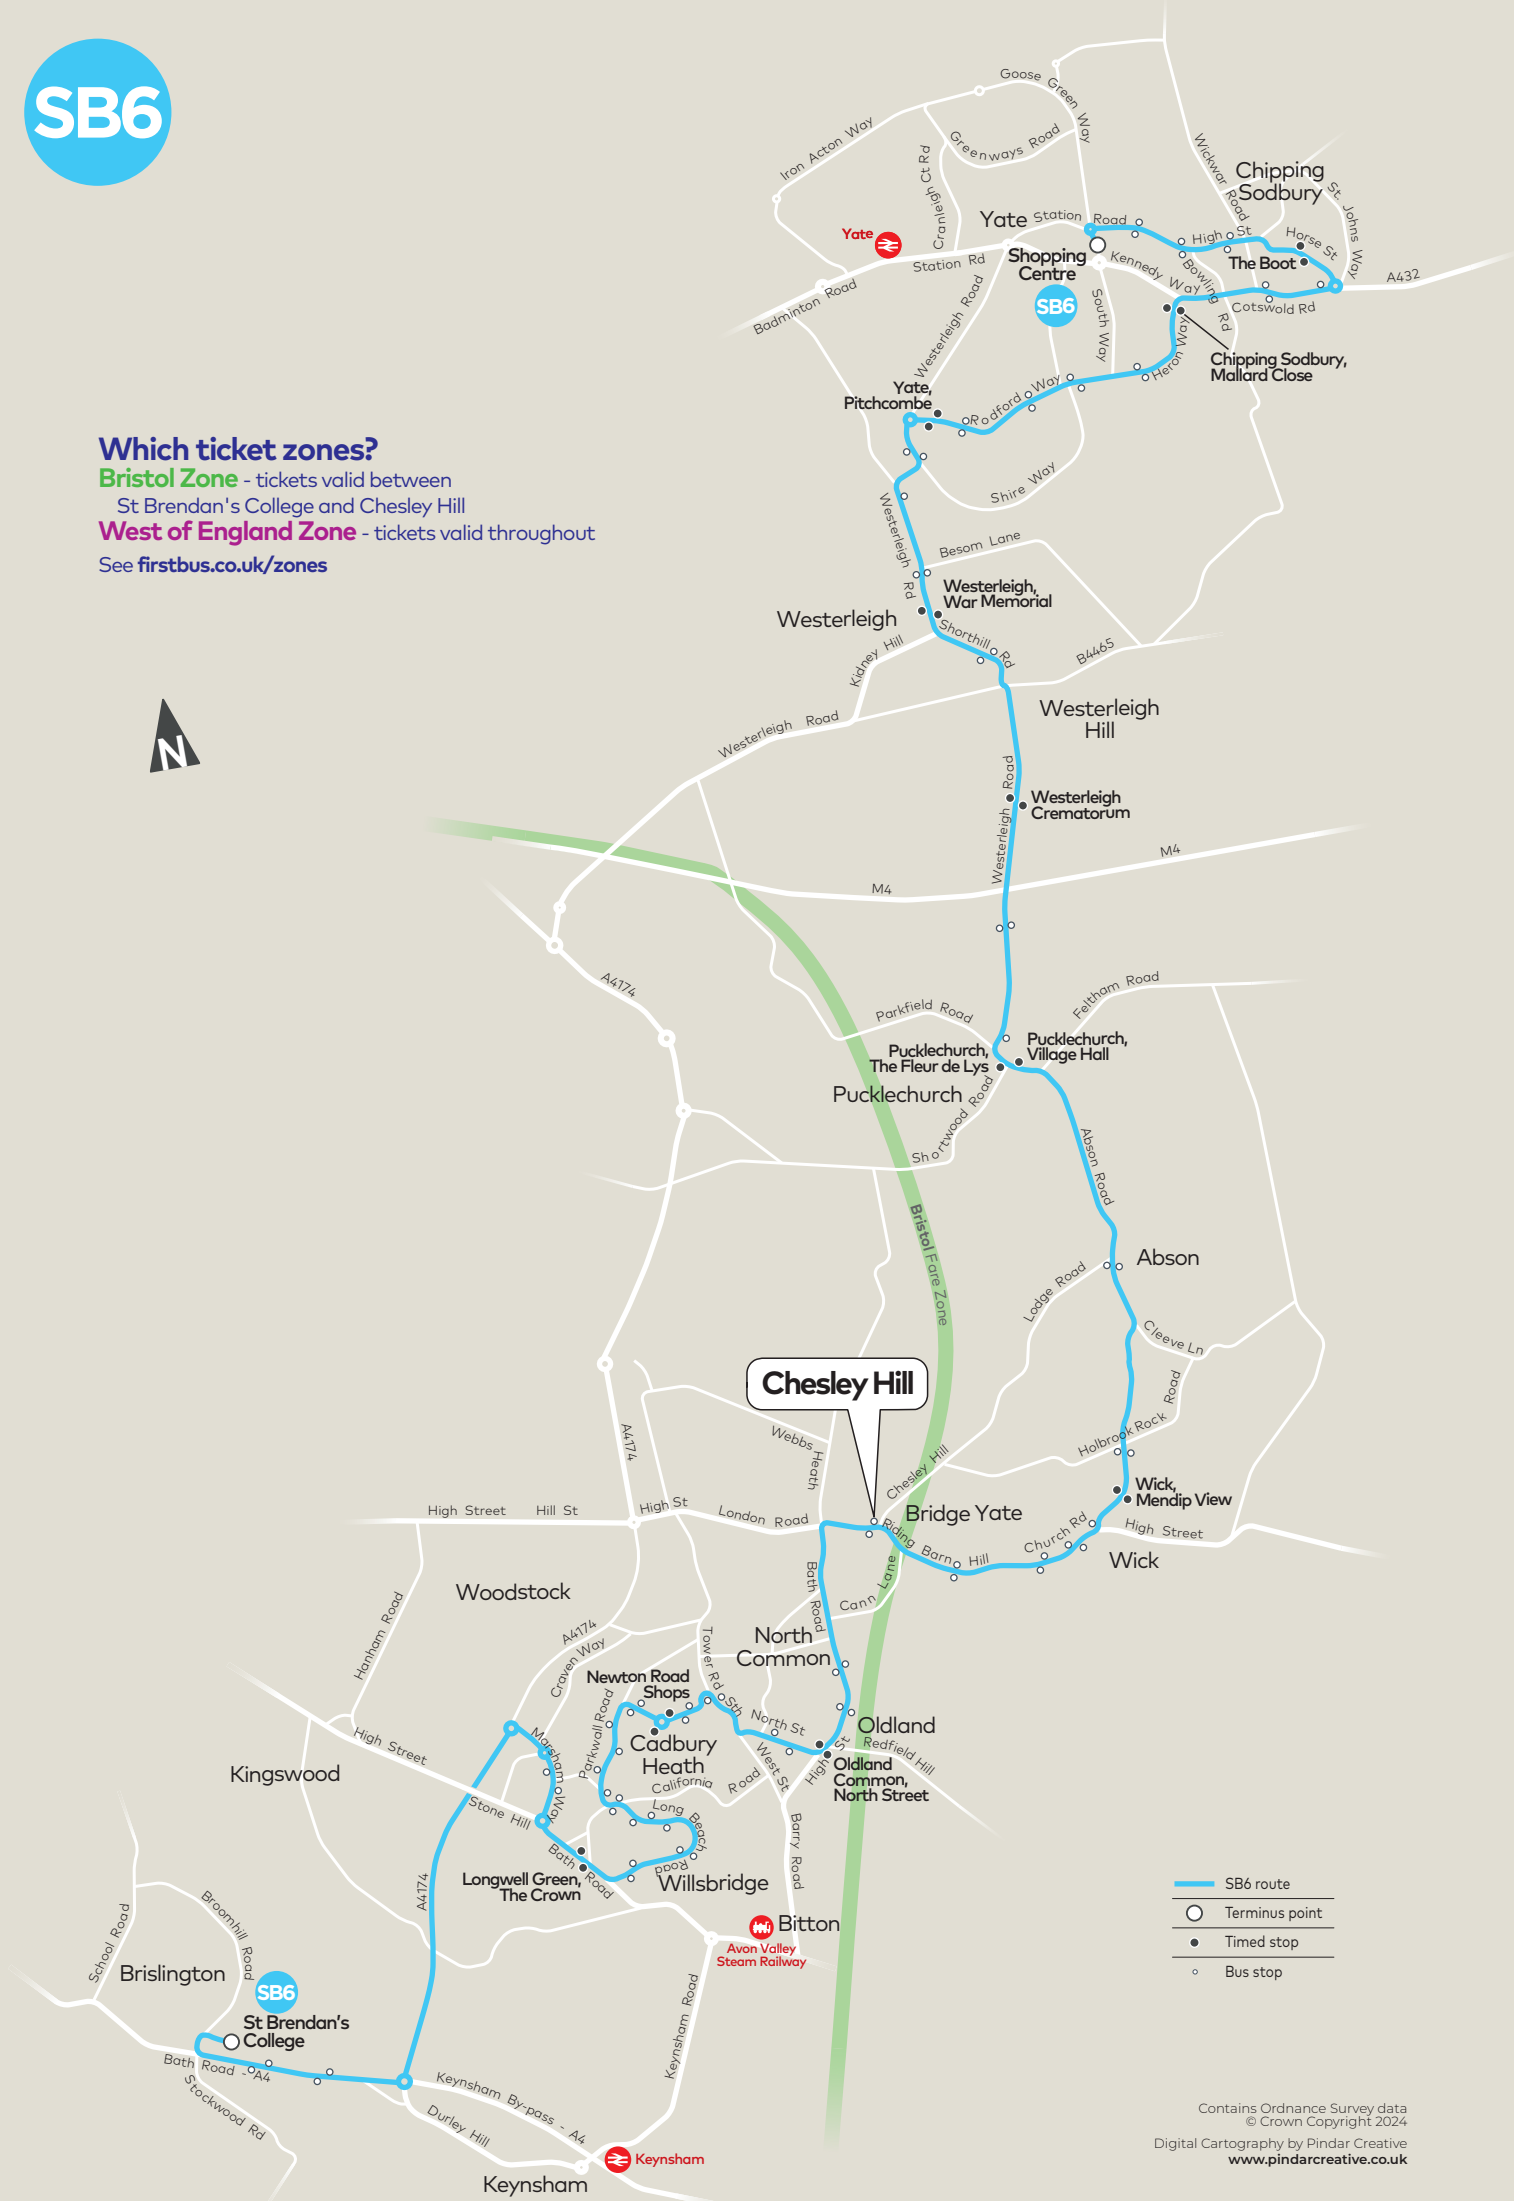 SB6
Goose Green Way
Iron Acton Way
Greenways Road
Cranleigh Ct Rd
Wickwar Road
Chipping
Sodbury
St. Johns Way
Yate
Yate
Station Road
High St
Horse St
The Boot
Shopping
Centre
SB6
Station Rd
Kennedy Way
Bowling Rd
A432
Cotswold Rd
Badminton Road
Westerleigh Road
South Way
Heron Way
Chipping Sodbury,
Mallard Close
Yate,
Pitchcombe
Rodford Way
Shire Way
Which ticket zones?
Bristol Zone - tickets valid between
St Brendan's College and Chesley Hill
West of England Zone - tickets valid throughout
See firstbus.co.uk/zones
Westerleigh Rd
Besom Lane
Westerleigh,
War Memorial
Westerleigh
Shorthill Rd
Kidney Hill
B4465
Westerleigh
Hill
Westerleigh Road
N
Westerleigh Road
Westerleigh
Crematorum
M4
M4
A4174
Parkfield Road
Feltham Road
Pucklechurch,
The Fleur de Lys
Pucklechurch,
Village Hall
Pucklechurch
Shortwood Road
Abson Road
Bristol Fare Zone
Abson
Lodge Road
Cleeve Ln
Chesley Hill
A4174
Webbs Heath
Holbrook Rock Road
Chesley Hill
Wick,
Mendip View
High Street
Hill St
High St
London Road
Bridge Yate
Riding Barn Hill
Church Rd
High Street
Wick
Woodstock
Bath Road
Cann Lane
Hanham Road
A4174
Craven Way
Tower Rd Sth
North
Common
Newton Road
Shops
Parkwall Road
North St
Oldland
High Street
Marsham Way
Cadbury
Heath
West St
High St
Redfield Hill
Oldland
Common,
North Street
Kingswood
California Road
Stone Hill
Long Beach Road
Barry Road
Bath Road
Longwell Green,
The Crown
Willsbridge
A4174
Bitton
Avon Valley
Steam Railway
SB6 route
Terminus point
Timed stop
Bus stop
School Road
Broomhill Road
Brislington
SB6
St Brendan's
College
Keynsham Road
Bath Road - A4
Stockwood Rd
Keynsham By-pass - A4
Durley Hill
Keynsham
Keynsham
Contains Ordnance Survey data
© Crown Copyright 2024
Digital Cartography by Pindar Creative
www.pindarcreative.co.uk